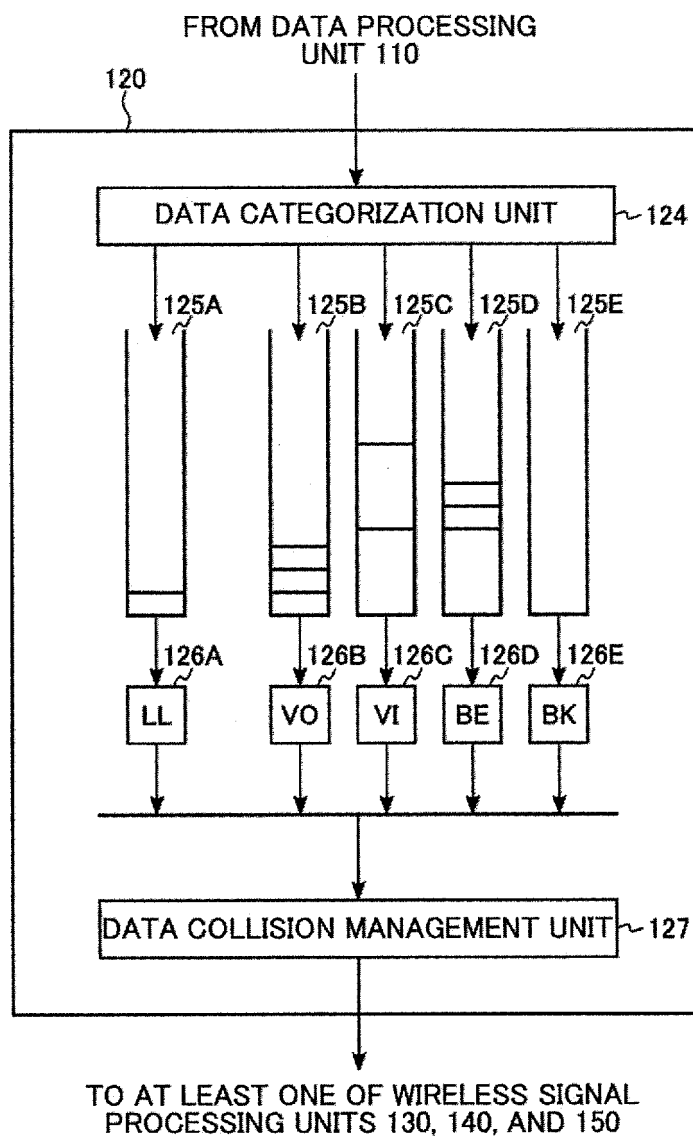 FROM DATA PROCESSING
UNIT 110
120
DATA CATEGORIZATION UNIT
124
125A
125B
125C
125D
125E
126A
126B
126C
126D
126E
LL
VO
VI
BE
BK
DATA COLLISION MANAGEMENT UNIT
127
TO AT LEAST ONE OF WIRELESS SIGNAL
PROCESSING UNITS 130, 140, AND 150